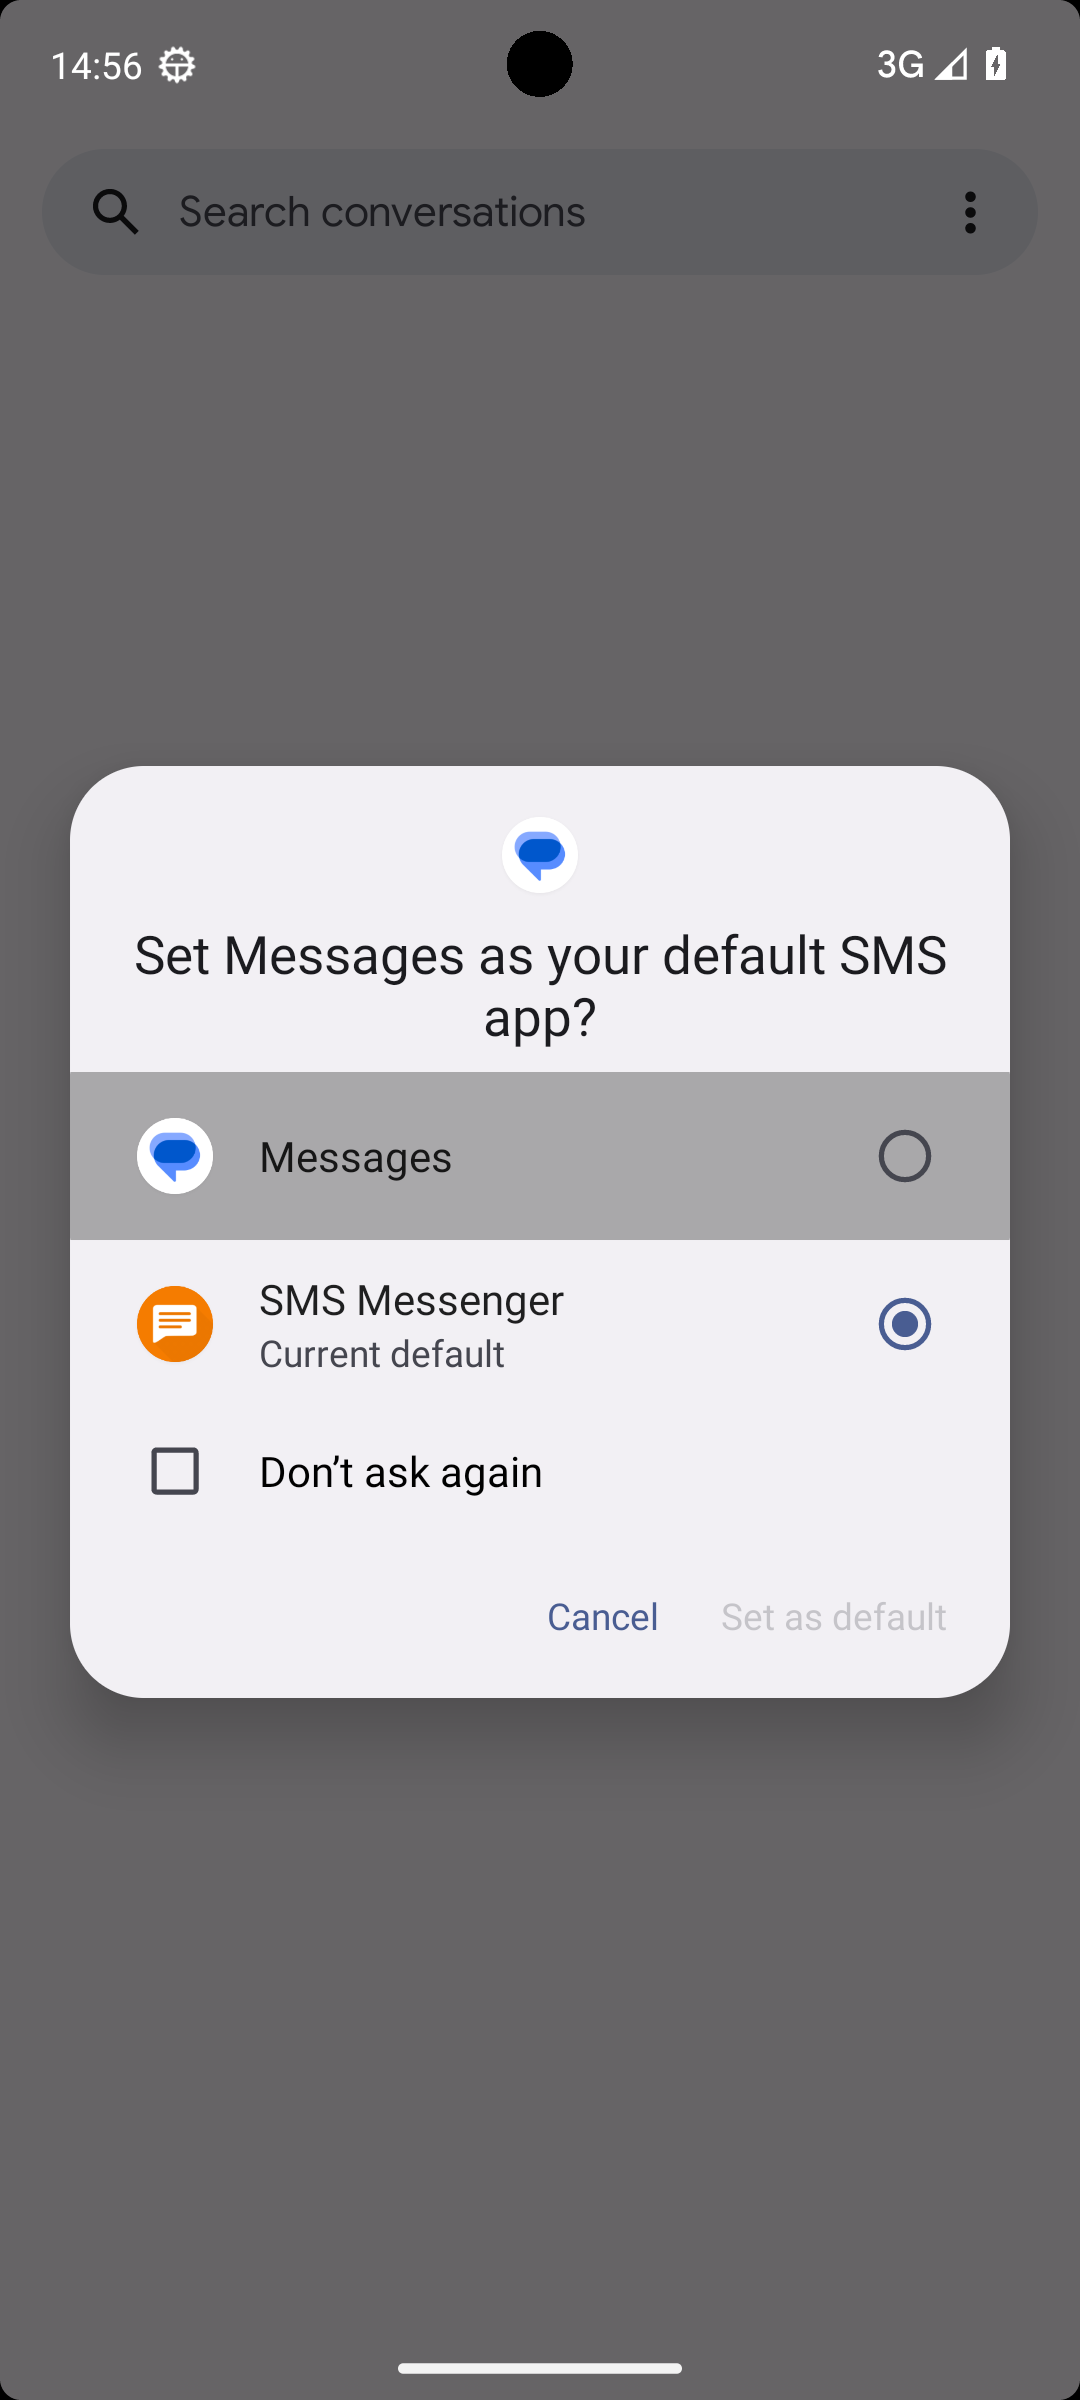 14:56
3G
Search conversations
Set Messages as your default SMS
app?
Messages
SMS Messenger
Current default
Don’t ask again
Cancel
Set as default